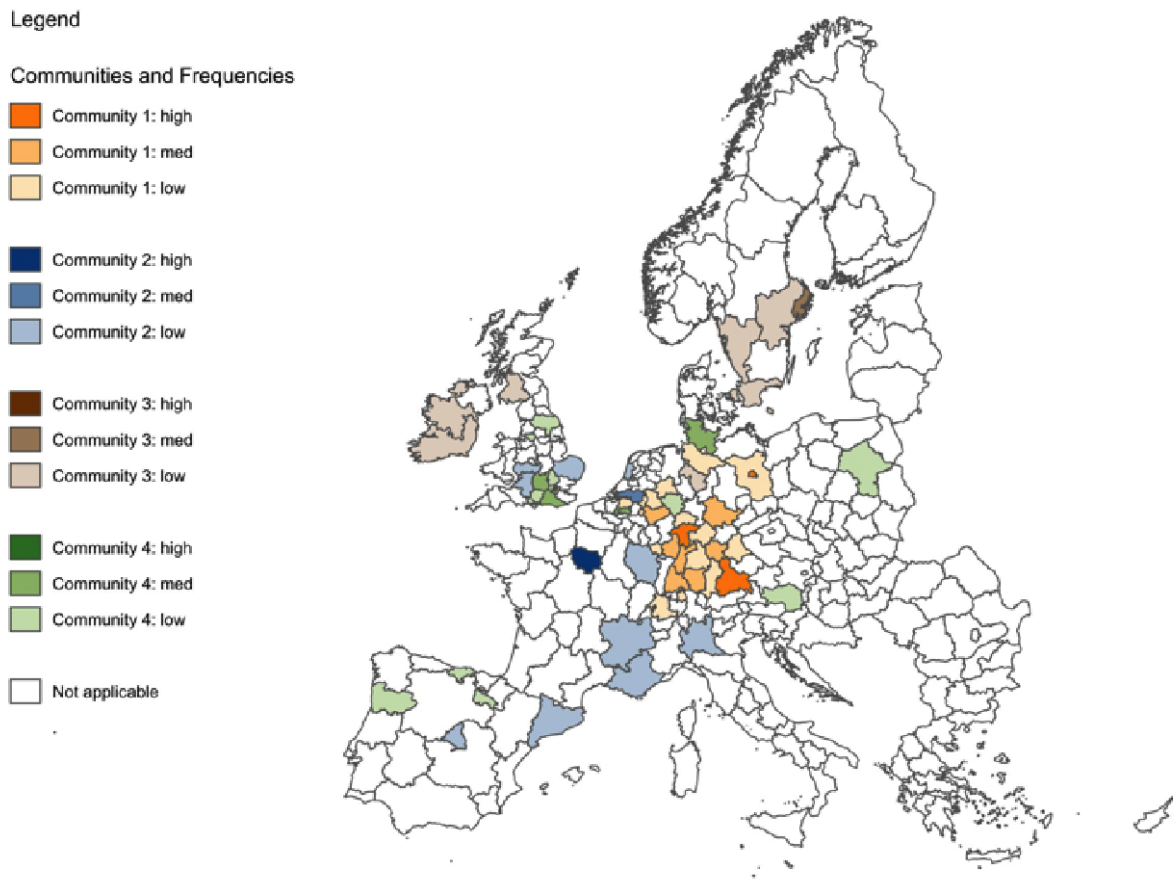 Legend
Communities and Frequencies
Community 1: high
Community 1: med
Community 1: low
Community 2: high
Community 2: med
Community 2: low
Community 3: high
Community 3: med
Community 3: low
Community 4: high
Community 4: med
Community 4: low
Not applicable